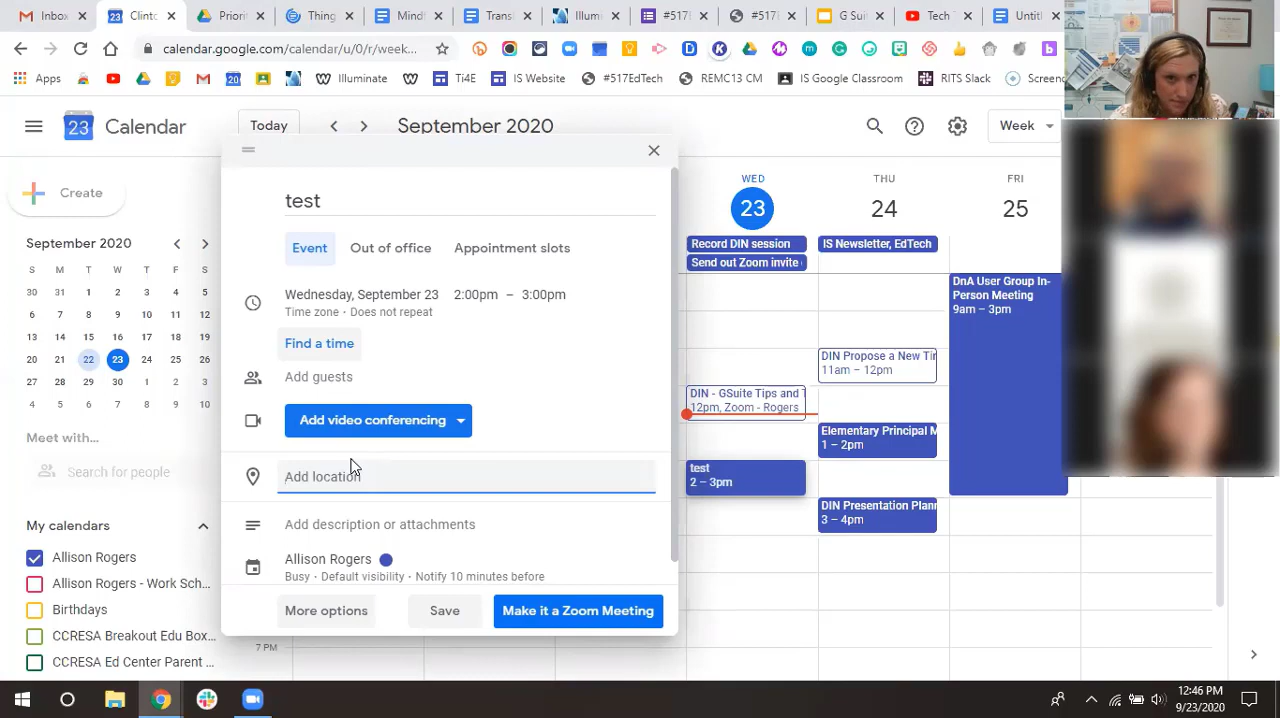 Inbox
Clinto
Priorit
Thing
Mindf
Transl
Illum
#517E
#517
G Sui
Tech T
Untitl
calendar.google.com/calendar/u/0/r/week...
Apps
Illuminate
Ti4E
IS Website
#517EdTech
REMC13 CM
IS Google Classroom
RITS Slack
Screenc
23 Calendar
Today
September 2020
Week
Create
September 2020
S M T W T F S
30 31 1 2 3 4 5
6 7 8 9 10 11 12
13 14 15 16 17 18 19
20 21 22 23 24 25 26
27 28 29 30 1 2 3
4 5 6 7 8 9 10
Meet with...
Search for people
My calendars
Allison Rogers
Allison Rogers - Work Sch...
Birthdays
CCRESA Breakout Edu Box...
CCRESA Ed Center Parent ...
test
Event
Out of office
Appointment slots
Wednesday, September 23 2:00pm – 3:00pm
Time zone · Does not repeat
Find a time
Add guests
Add video conferencing
Add location
Add description or attachments
Allison Rogers
Busy · Default visibility · Notify 10 minutes before
More options
Save
Make it a Zoom Meeting
7 PM
WED
23
Record DIN session
Send out Zoom invite
DIN - GSuite Tips and T
12pm, Zoom - Rogers
test
2 – 3pm
THU
24
IS Newsletter, EdTech
DIN Propose a New Tir
11am – 12pm
Elementary Principal M
1 – 2pm
DIN Presentation Plan
3 – 4pm
FRI
25
DnA User Group In-
Person Meeting
9am – 3pm
12:46 PM
9/23/2020